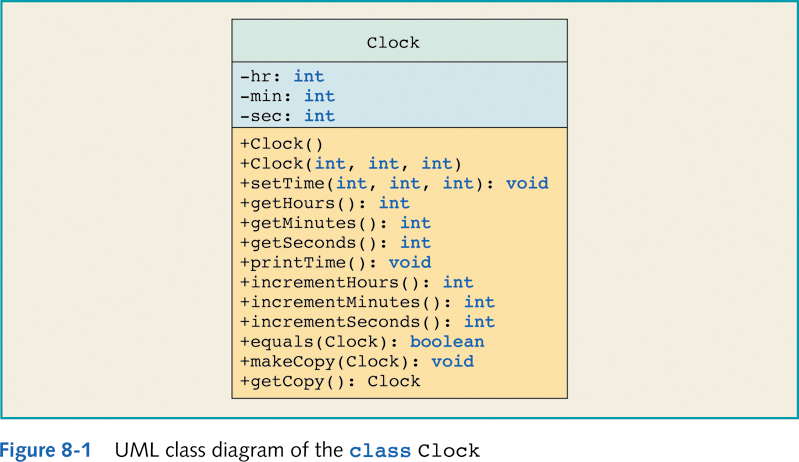 Clock
-hr: int
-min: int
-sec: int
+Clock()
+Clock(int, int, int)
+setTime(int, int, int): void
+getHours(): int
+getMinutes(): int
+getSeconds(): int
+printTime(): void
+incrementHours(): int
+incrementMinutes(): int
+incrementSeconds(): int
+equals(Clock): boolean
+makeCopy(Clock): void
+getCopy(): Clock
Figure 8-1 UML class diagram of the class Clock